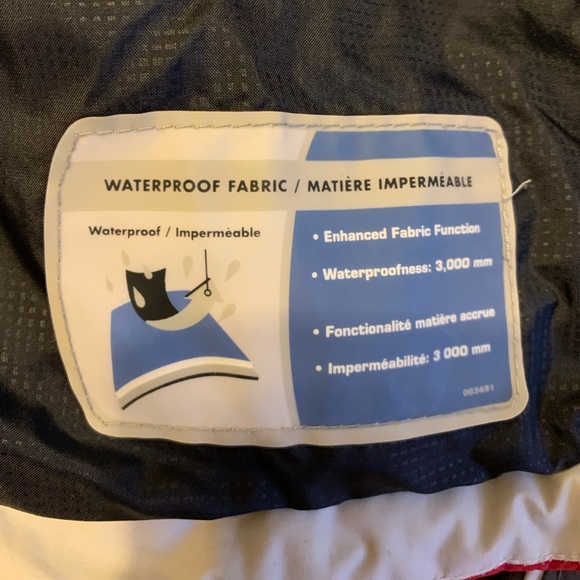 WATERPROOF FABRIC / MATIÈRE IMPERMÉABLE
Waterproof / Imperméable
• Enhanced Fabric Function
• Waterproofness: 3,000 mm
• Fonctionalité matière accrue
• Imperméabilité: 3 000 mm
003491